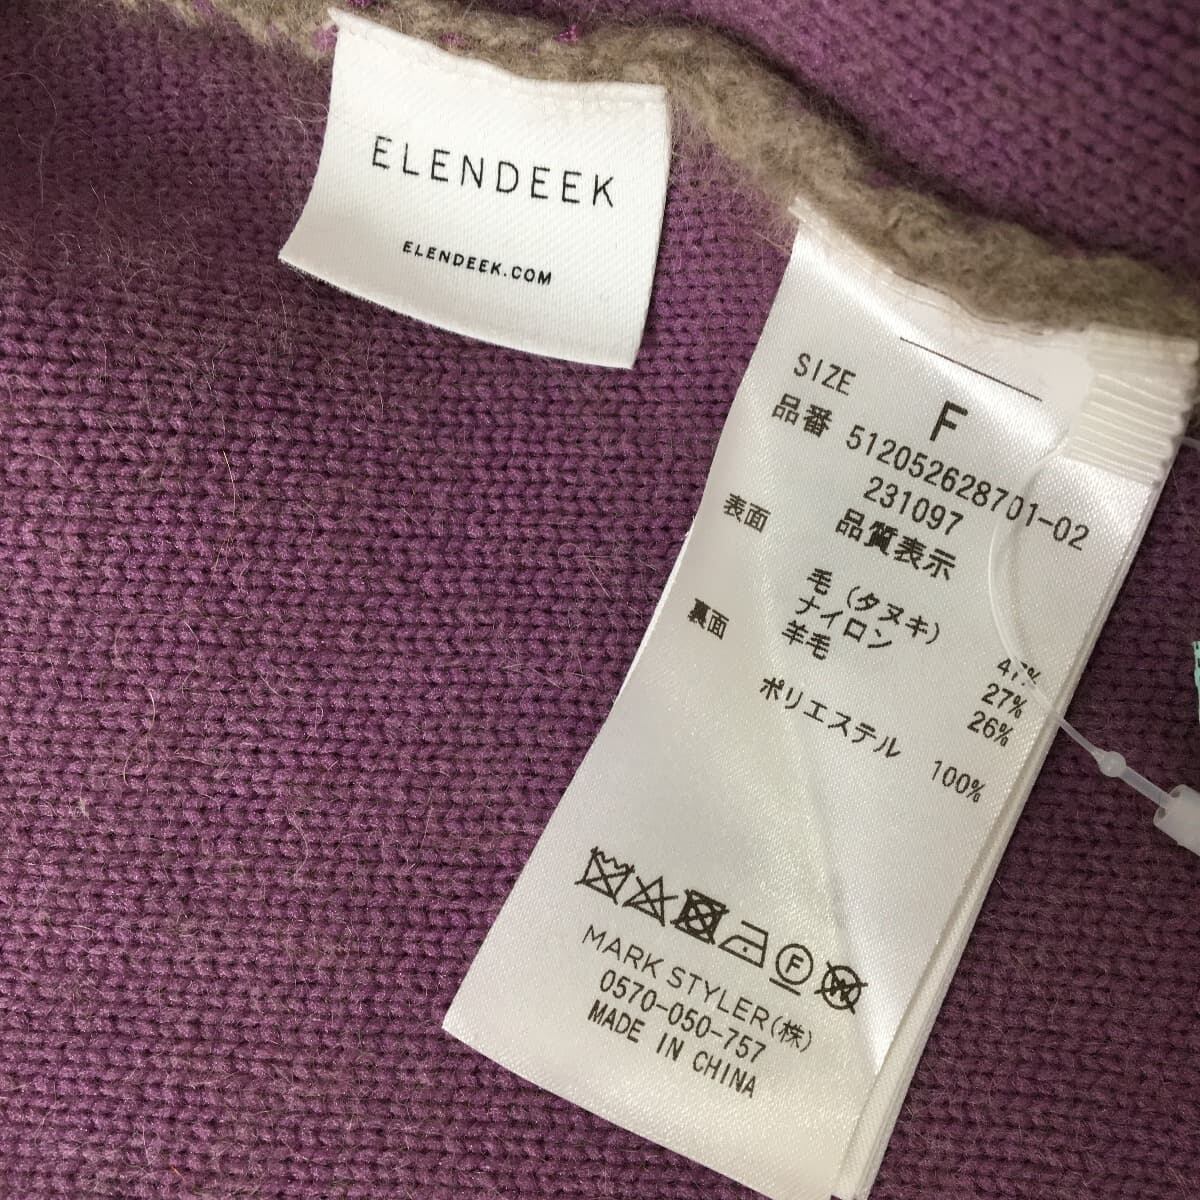 ELENDEEK
ELENDEEK.COM
SIZE
F
品番 512052628701-02
231097
品質表示
表面
毛(タヌキ) 47%
ナイロン 27%
羊毛 26%
裏面
ポリエステル 100%
F
W
MARK STYLER(株)
0570-050-757
MADE IN CHINA